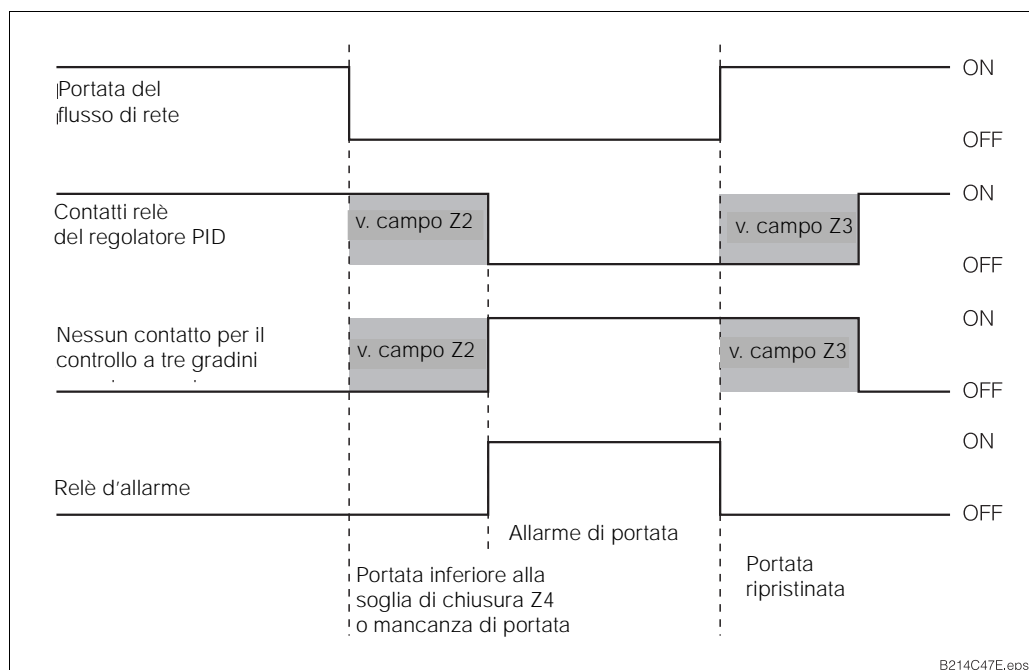 Portata del
flusso di rete
ON
OFF
Contatti relè
del regolatore PID
v. campo Z2
v. campo Z3
ON
OFF
Nessun contatto per il
controllo a tre gradini
v. campo Z2
v. campo Z3
ON
OFF
Relè d'allarme
ON
OFF
Allarme di portata
Portata inferiore alla
soglia di chiusura Z4
o mancanza di portata
Portata
ripristinata
B214C47E.eps